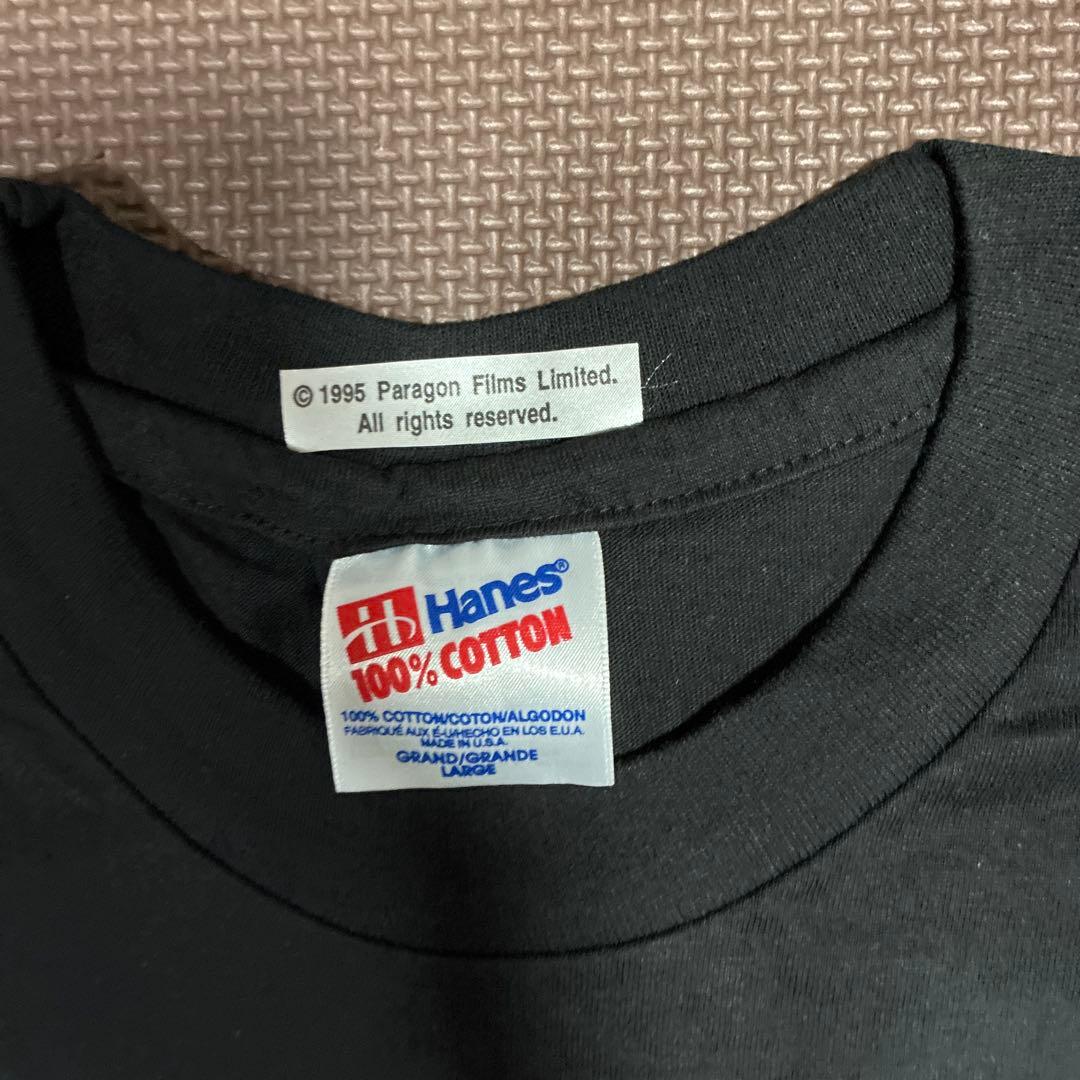 © 1995 Paragon Films Limited.
All rights reserved.
Hanes®
100% COTTON
100% COTTON/COTON/ALGODON
FABRIQUÉ AUX É-U/HECHO EN LOS E.U.A.
MADE IN U.S.A.
GRAND/GRANDE
LARGE